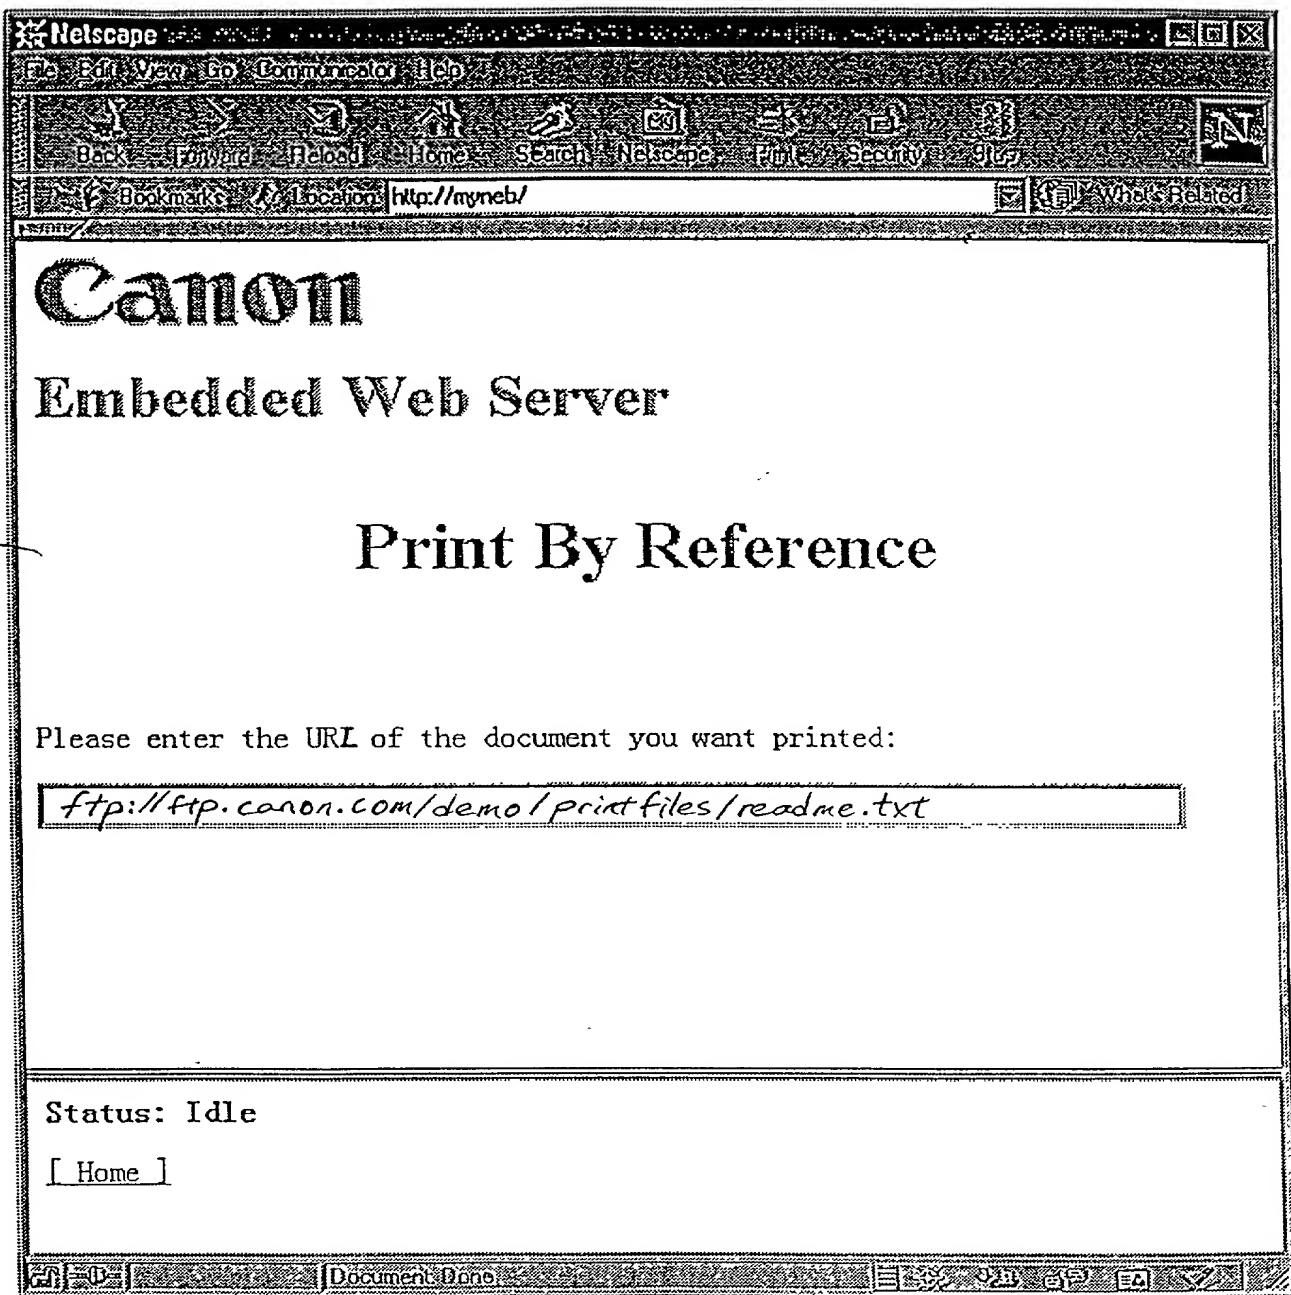 Netscape
File Edit View Go Communicator Help
Back Forward Reload Home Search Netscape Print Security Stop
Bookmarks Location: http://myneb/ What's Related
Canon
Embedded Web Server
Print By Reference
Please enter the URL of the document you want printed:
ftp://ftp.canon.com/demo/printfiles/readme.txt
Status: Idle
[ Home ]
Document: Done